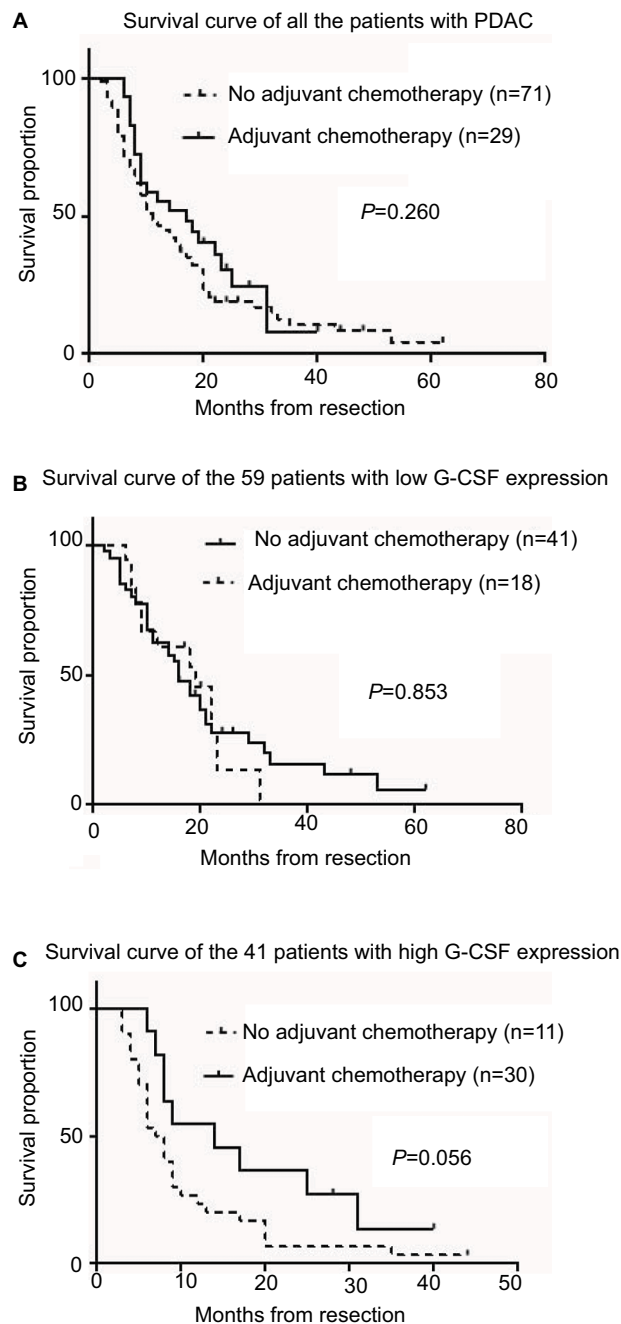 A
Survival curve of all the patients with PDAC
100
50
0
Survival proportion
No adjuvant chemotherapy (n=71)
Adjuvant chemotherapy (n=29)
P=0.260
0 20 40 60 80
Months from resection
B
Survival curve of the 59 patients with low G-CSF expression
100
50
0
Survival proportion
No adjuvant chemotherapy (n=41)
Adjuvant chemotherapy (n=18)
P=0.853
0 20 40 60 80
Months from resection
C
Survival curve of the 41 patients with high G-CSF expression
100
50
0
Survival proportion
No adjuvant chemotherapy (n=11)
Adjuvant chemotherapy (n=30)
P=0.056
0 10 20 30 40 50
Months from resection